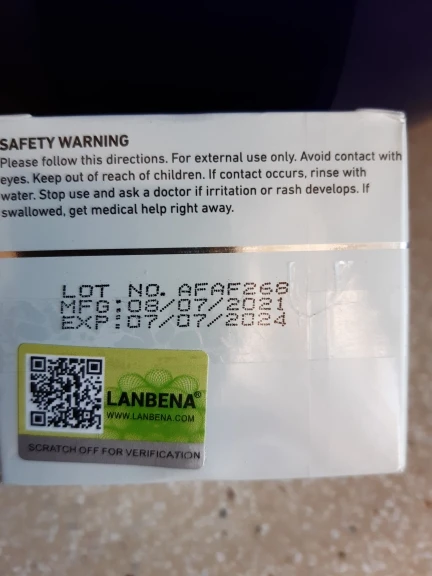 SAFETY WARNING
Please follow this directions. For external use only. Avoid contact with
eyes. Keep out of reach of children. If contact occurs, rinse with
water. Stop use and ask a doctor if irritation or rash develops. If
swallowed, get medical help right away.
LOT NO. AFAF268
MFG:08/07/2021
EXP:07/07/2024
LANBENA®
WWW.LANBENA.COM
SCRATCH OFF FOR VERIFICATION